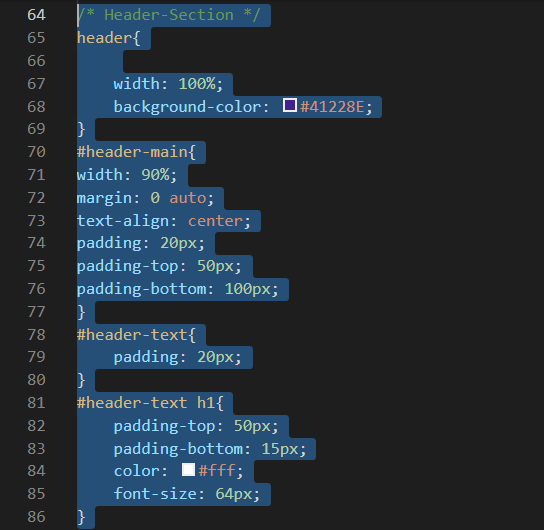 64 /* Header-Section */
65 header{
66
67     width: 100%;
68     background-color: #41228E;
69 }
70 #header-main{
71 width: 90%;
72 margin: 0 auto;
73 text-align: center;
74 padding: 20px;
75 padding-top: 50px;
76 padding-bottom: 100px;
77 }
78 #header-text{
79     padding: 20px;
80 }
81 #header-text h1{
82     padding-top: 50px;
83     padding-bottom: 15px;
84     color: #fff;
85     font-size: 64px;
86 }